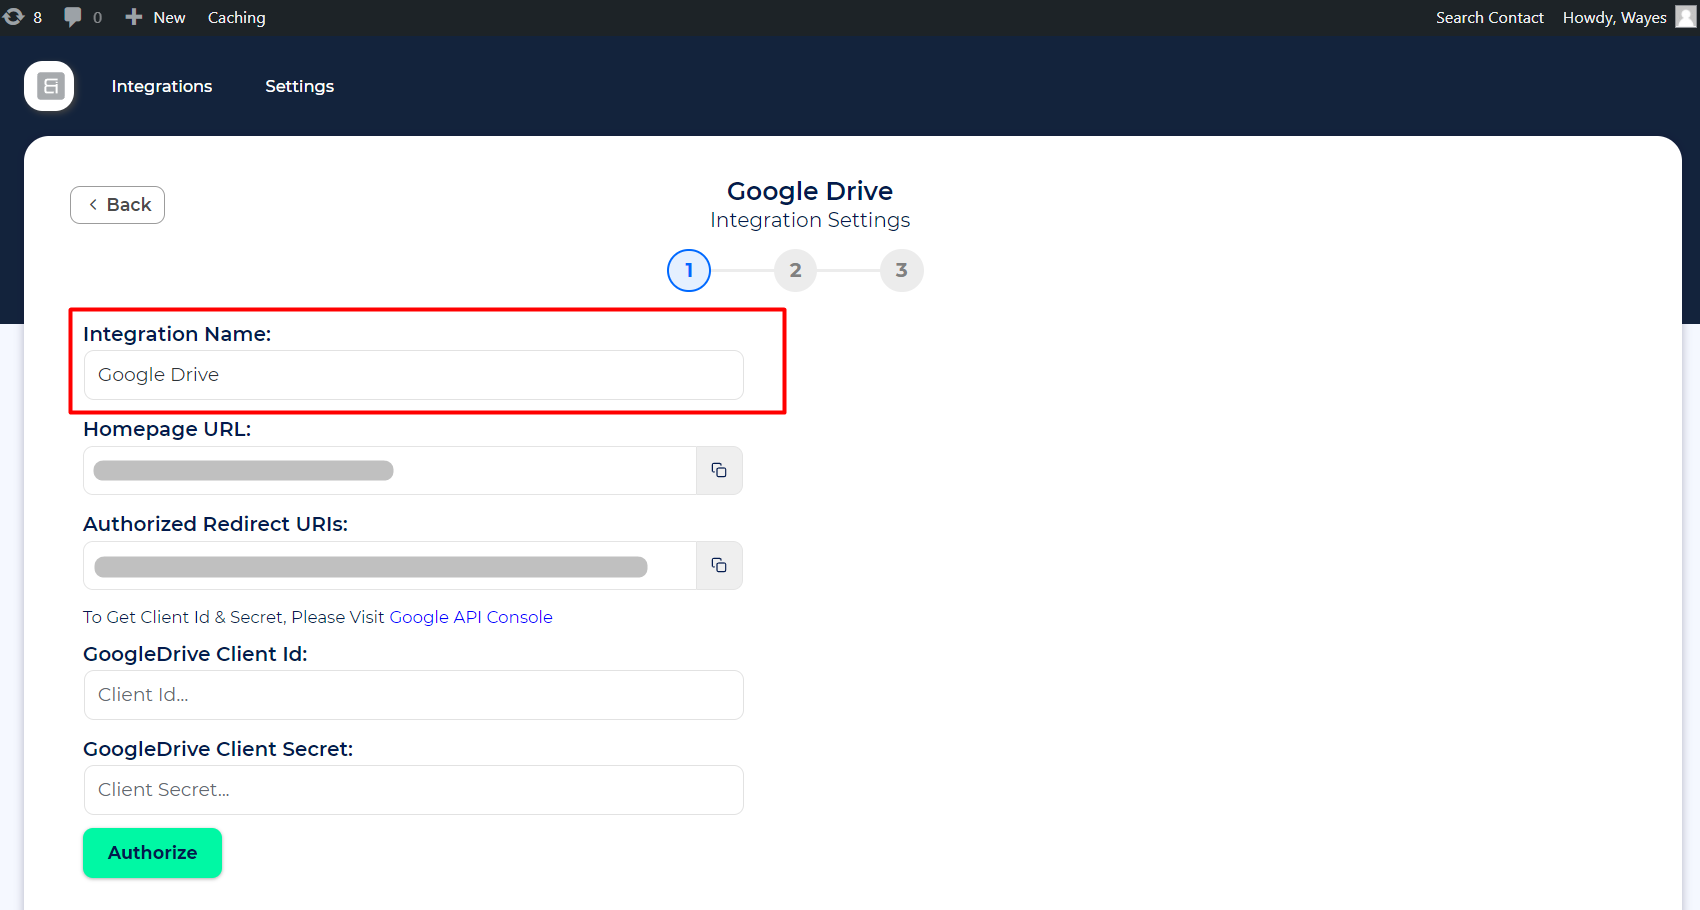 8 0 New Caching Search Contact Howdy, Wayes
Integrations Settings
Back
Google Drive
Integration Settings
1 2 3
Integration Name:
Google Drive
Homepage URL:
Authorized Redirect URIs:
To Get Client Id & Secret, Please Visit Google API Console
GoogleDrive Client Id:
Client Id...
GoogleDrive Client Secret:
Client Secret...
Authorize